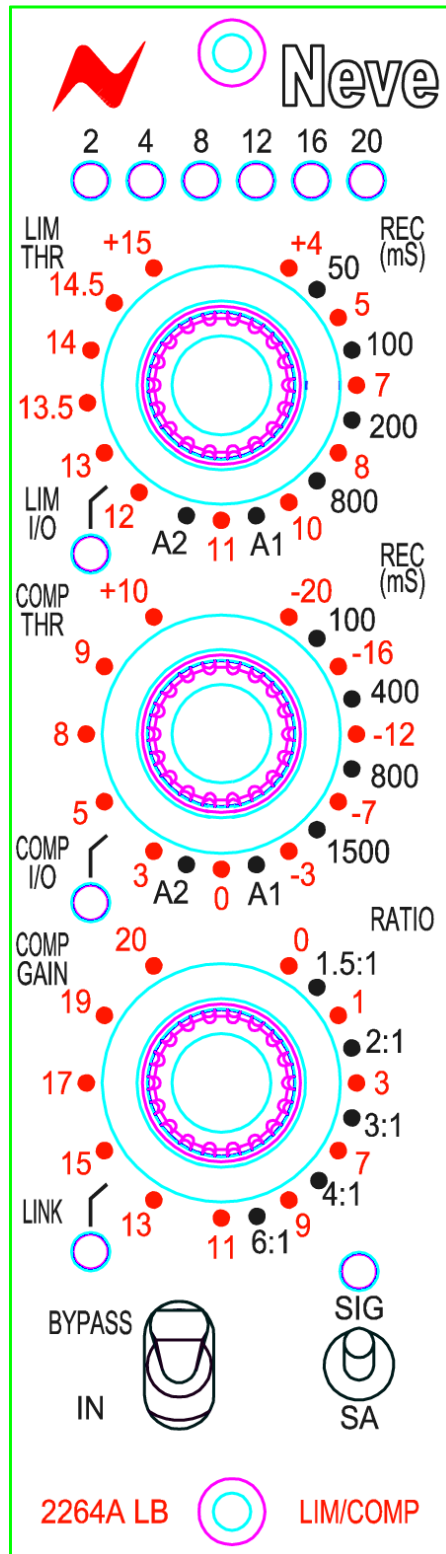 Neve
2 4 8 12 16 20
LIM
THR
REC
(mS)
+15 +4
50
14.5 5
14 100
7
13.5 200
13 8
800
12 10
A2 11 A1
LIM
I/O
REC
(mS)
COMP
THR
+10 -20
100
9 -16
400
8 -12
800
5 -7
1500
3 -3
A2 0 A1
COMP
I/O
RATIO
COMP
GAIN
20 0
1.5:1
19 1
2:1
17 3
3:1
15 7
4:1
13 9
11 6:1
LINK
SIG
BYPASS
IN SA
2264A LB LIM/COMP